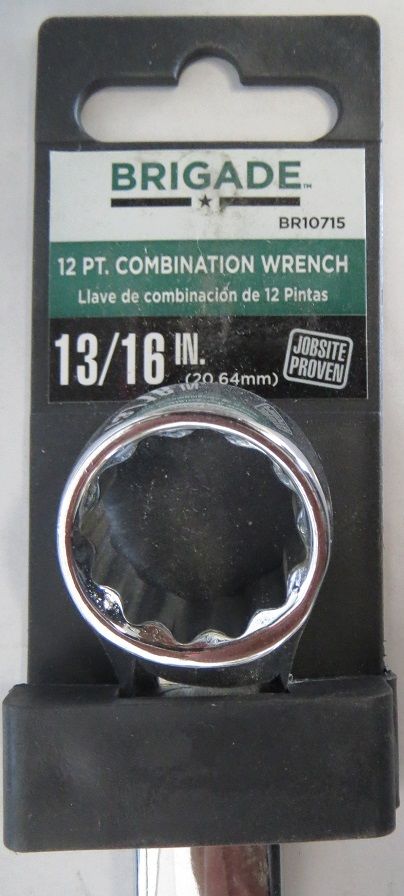 BRIGADE™
BR10715
12 PT. COMBINATION WRENCH
Llave de combinación de 12 Pintas
13/16 IN.
(20.64mm)
JOBSITE
PROVEN